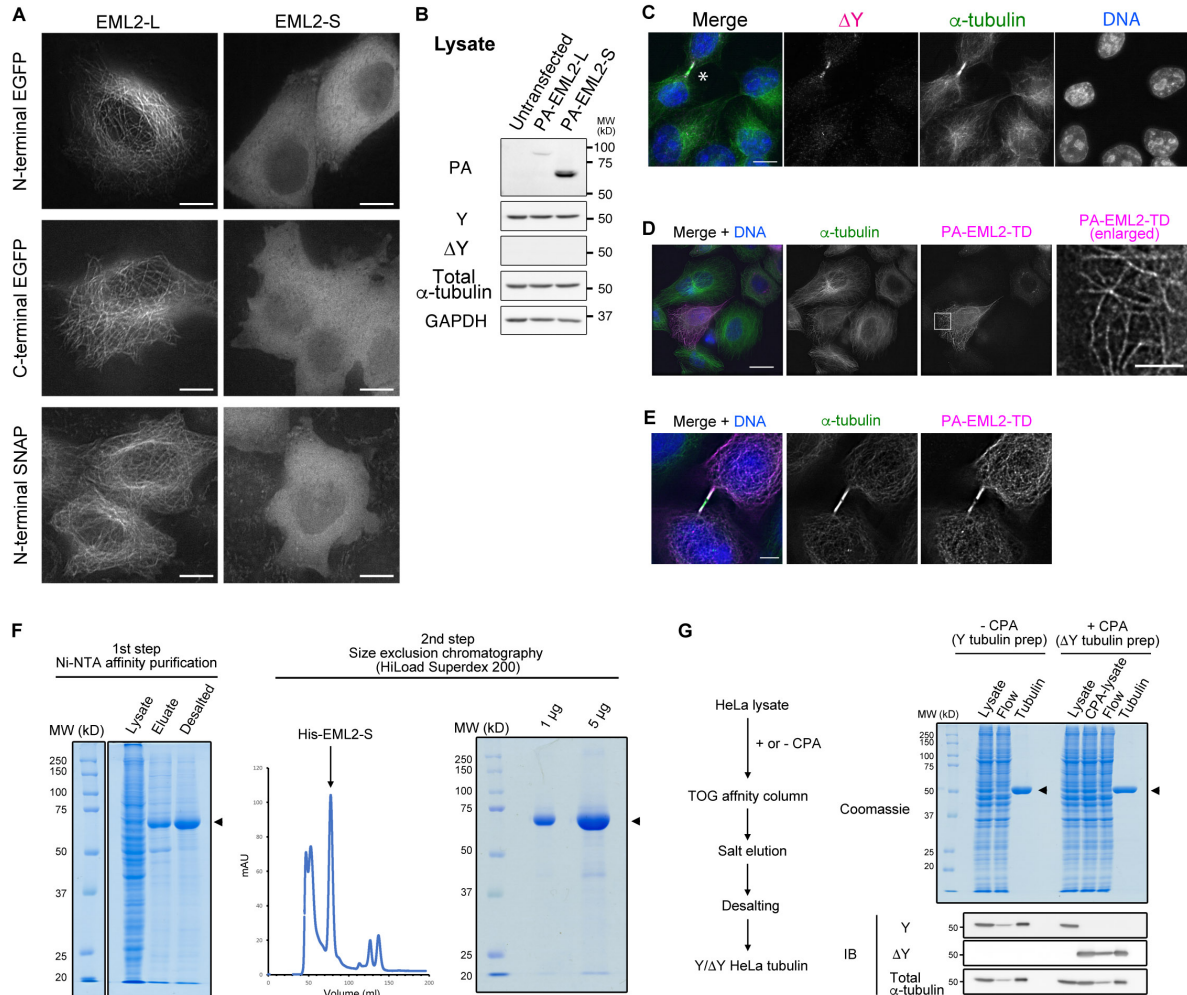 A
EML2-L
EML2-S
N-terminal EGFP
C-terminal EGFP
N-terminal SNAP
B
Lysate
Untransfected
PA-EML2-L
PA-EML2-S
MW
(kD)
PA
100
75
50
Y
50
ΔY
Total
α-tubulin
50
GAPDH
37
C
Merge
ΔY
α-tubulin
DNA
*
D
Merge + DNA
α-tubulin
PA-EML2-TD
PA-EML2-TD
(enlarged)
E
Merge + DNA
α-tubulin
PA-EML2-TD
F
1st step
Ni-NTA affinity purification
MW (kD)
Lysate
Eluate
Desalted
250
150
100
75
50
37
25
20
2nd step
Size exclusion chromatography
(HiLoad Superdex 200)
His-EML2-S
mAU
120
100
80
60
40
20
0
0
50
100
150
200
Volume (ml)
MW (kD)
1 µg
5 µg
250
150
100
75
50
37
25
20
G
HeLa lysate
+ or - CPA
TOG affinity column
Salt elution
Desalting
Y/ΔY HeLa tubulin
- CPA
(Y tubulin prep)
+ CPA
(ΔY tubulin prep)
MW (kD)
Lysate
Flow
Tubulin
Lysate
CPA-lysate
Flow
Tubulin
250
150
100
75
50
37
25
20
Coomassie
IB
Y
50
ΔY
50
Total
α-tubulin
50